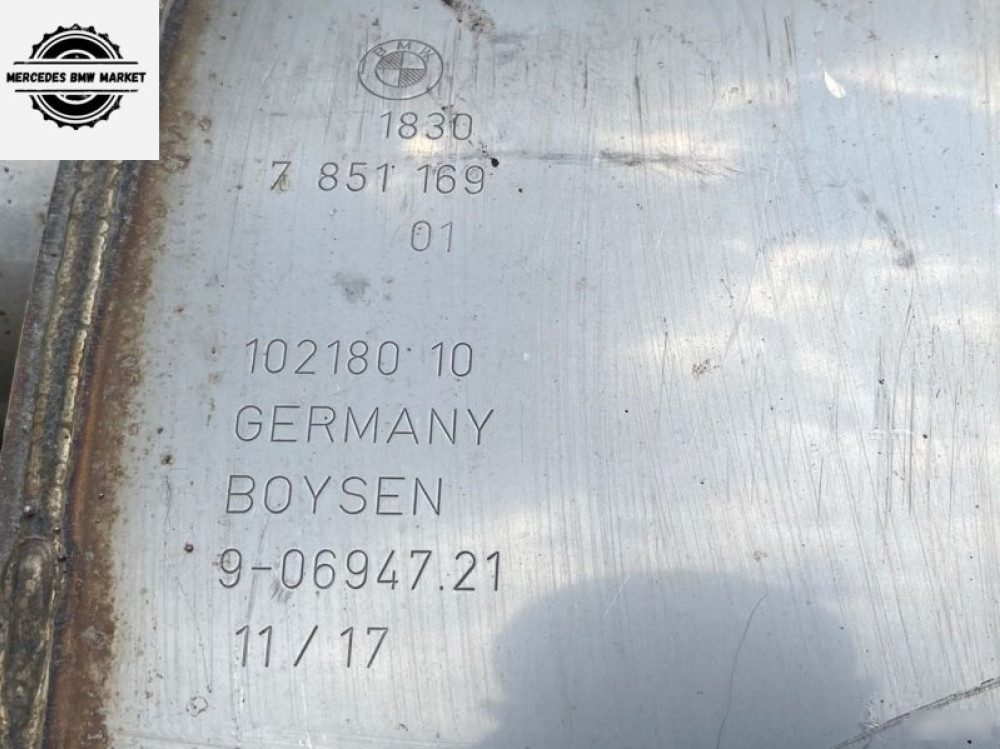 MERCEDES BMW MARKET
BMW
1830
7 851 169
01
102180 10
GERMANY
BOYSEN
9-06947.21
11 / 17